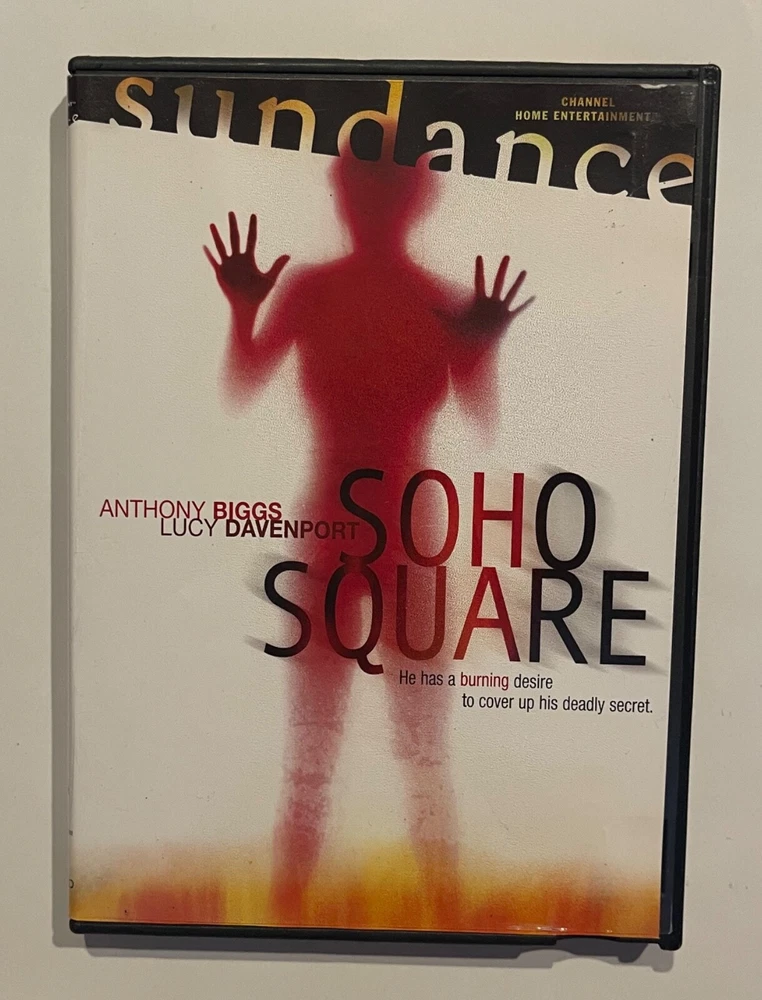 sundance
CHANNEL
HOME ENTERTAINMENT
ANTHONY BIGGS
LUCY DAVENPORT
SOHO
SQUARE
He has a burning desire
to cover up his deadly secret.